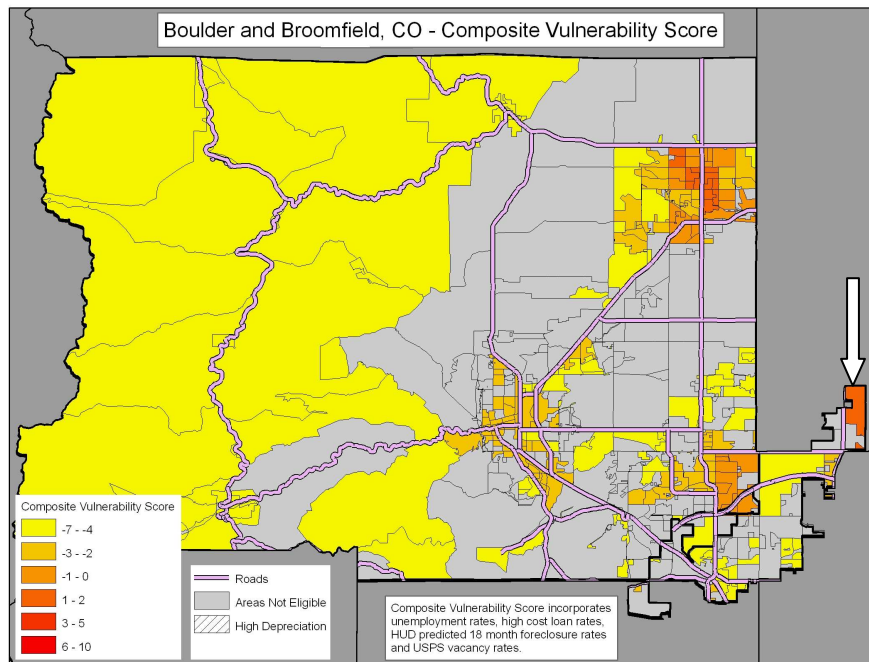 Boulder and Broomfield, CO - Composite Vulnerability Score
Composite Vulnerability Score
-7 - -4
-3 - -2
-1 - 0
1 - 2
3 - 5
6 - 10
Roads
Areas Not Eligible
High Depreciation
Composite Vulnerability Score incorporates
unemployment rates, high cost loan rates,
HUD predicted 18 month foreclosure rates
and USPS vacancy rates.